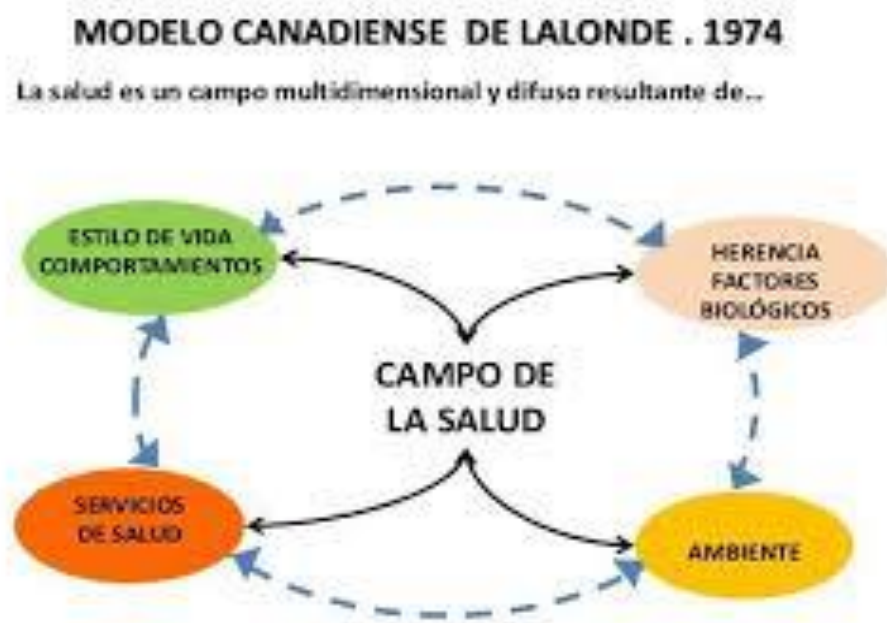 MODELO CANADIENSE DE LALONDE . 1974
La salud es un campo multidimensional y difuso resultante de...
ESTILO DE VIDA
COMPORTAMIENTOS
HERENCIA
FACTORES
BIOLÓGICOS
CAMPO DE
LA SALUD
SERVICIOS
DE SALUD
AMBIENTE